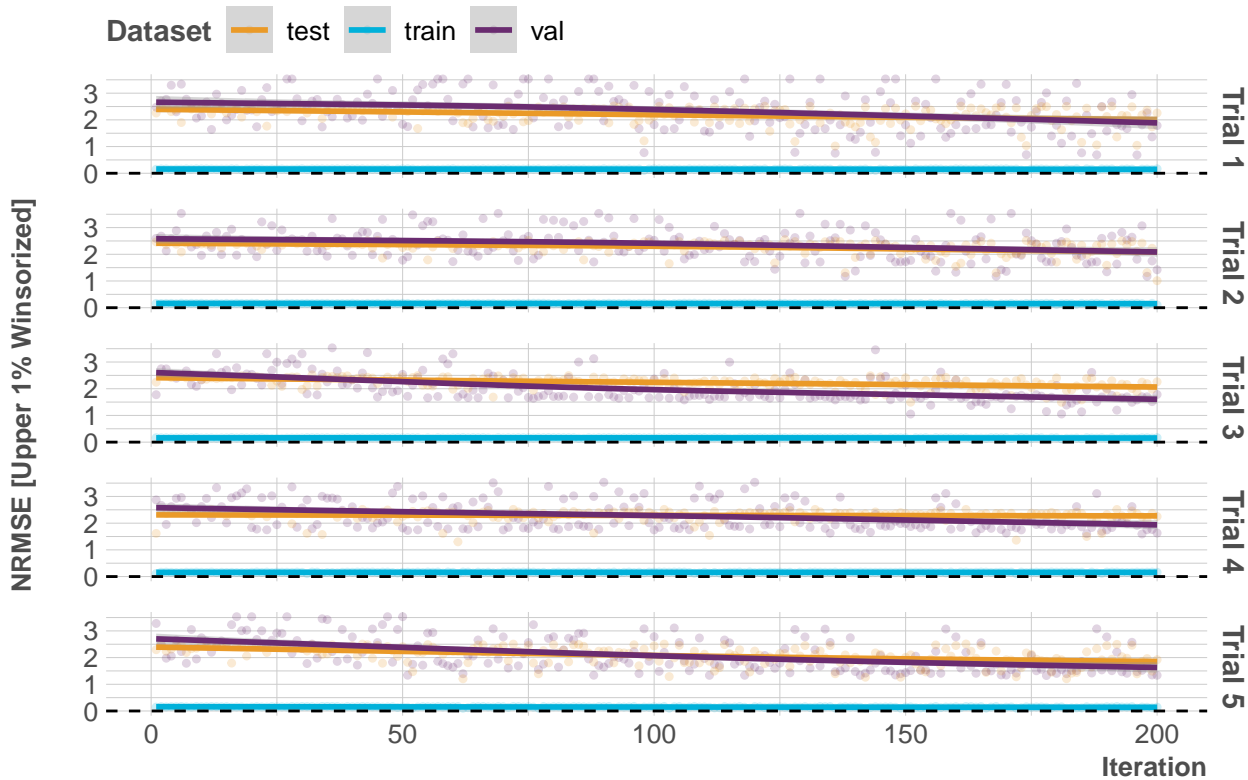 Dataset test train val
NRMSE [Upper 1% Winsorized]
3
2
1
0
Trial 1
3
2
1
0
Trial 2
3
2
1
0
Trial 3
3
2
1
0
Trial 4
3
2
1
0
Trial 5
0 50 100 150 200
Iteration